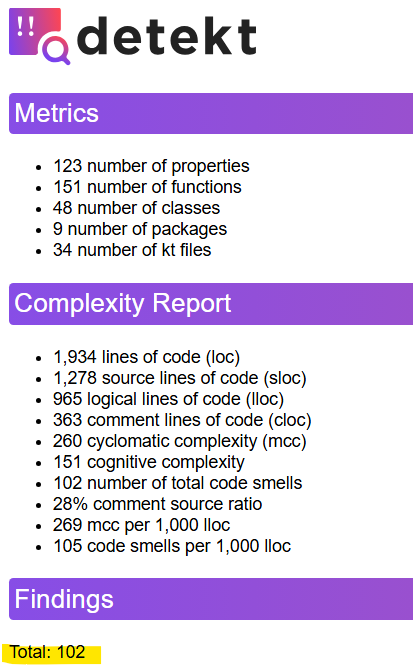 !!
detekt
Metrics
• 123 number of properties
• 151 number of functions
• 48 number of classes
• 9 number of packages
• 34 number of kt files
Complexity Report
• 1,934 lines of code (loc)
• 1,278 source lines of code (sloc)
• 965 logical lines of code (lloc)
• 363 comment lines of code (cloc)
• 260 cyclomatic complexity (mcc)
• 151 cognitive complexity
• 102 number of total code smells
• 28% comment source ratio
• 269 mcc per 1,000 lloc
• 105 code smells per 1,000 lloc
Findings
Total: 102